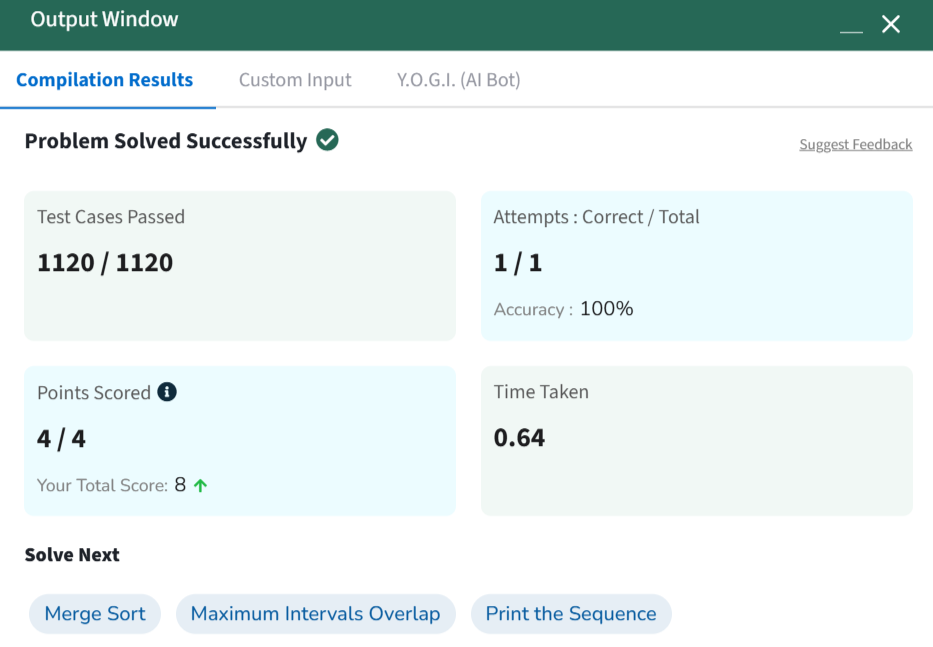 Output Window
Compilation Results
Custom Input
Y.O.G.I. (AI Bot)
Problem Solved Successfully
Suggest Feedback
Test Cases Passed
1120 / 1120
Attempts : Correct / Total
1 / 1
Accuracy : 100%
Points Scored
4 / 4
Your Total Score: 8
Time Taken
0.64
Solve Next
Merge Sort
Maximum Intervals Overlap
Print the Sequence